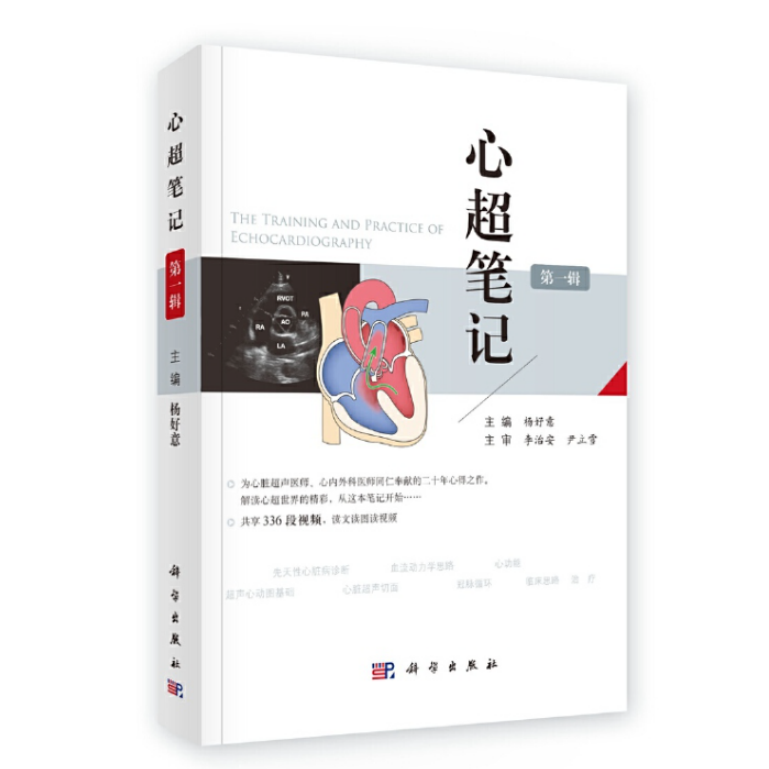 心超笔记
第一辑
主编
杨好意
科学出版社
心超笔记
第一辑
THE TRAINING AND PRACTICE OF
ECHOCARDIOGRAPHY
RVOT
RA
AO
PA
LA
主编 杨好意
主审 李治安 尹立雪
为心脏超声医师、心内外科医师同仁奉献的二十年心得之作。
解读心超世界的精彩，从这本笔记开始……
共享336段视频，读文读图读视频
先天性心脏病诊断 血流动力学思路 心动图
超声心动图基础 心脏超声切面 临床思路 治疗
SP 科学出版社